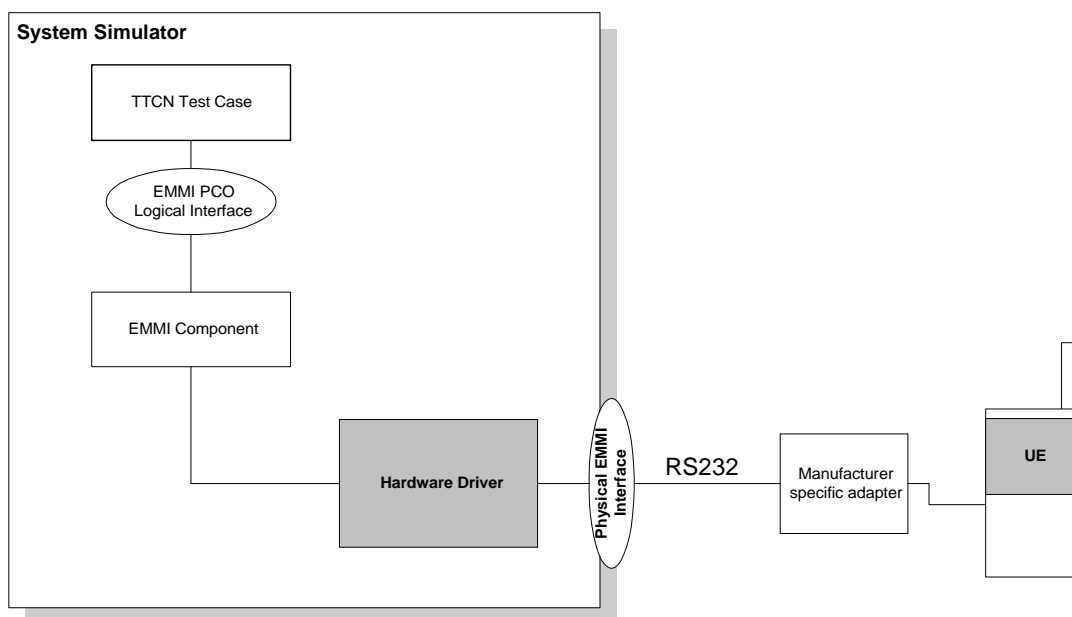 System Simulator
TTCN Test Case
EMMI PCO
Logical Interface
EMMI Component
Hardware Driver
Physical EMMI
Interface
RS232
Manufacturer
specific adapter
UE